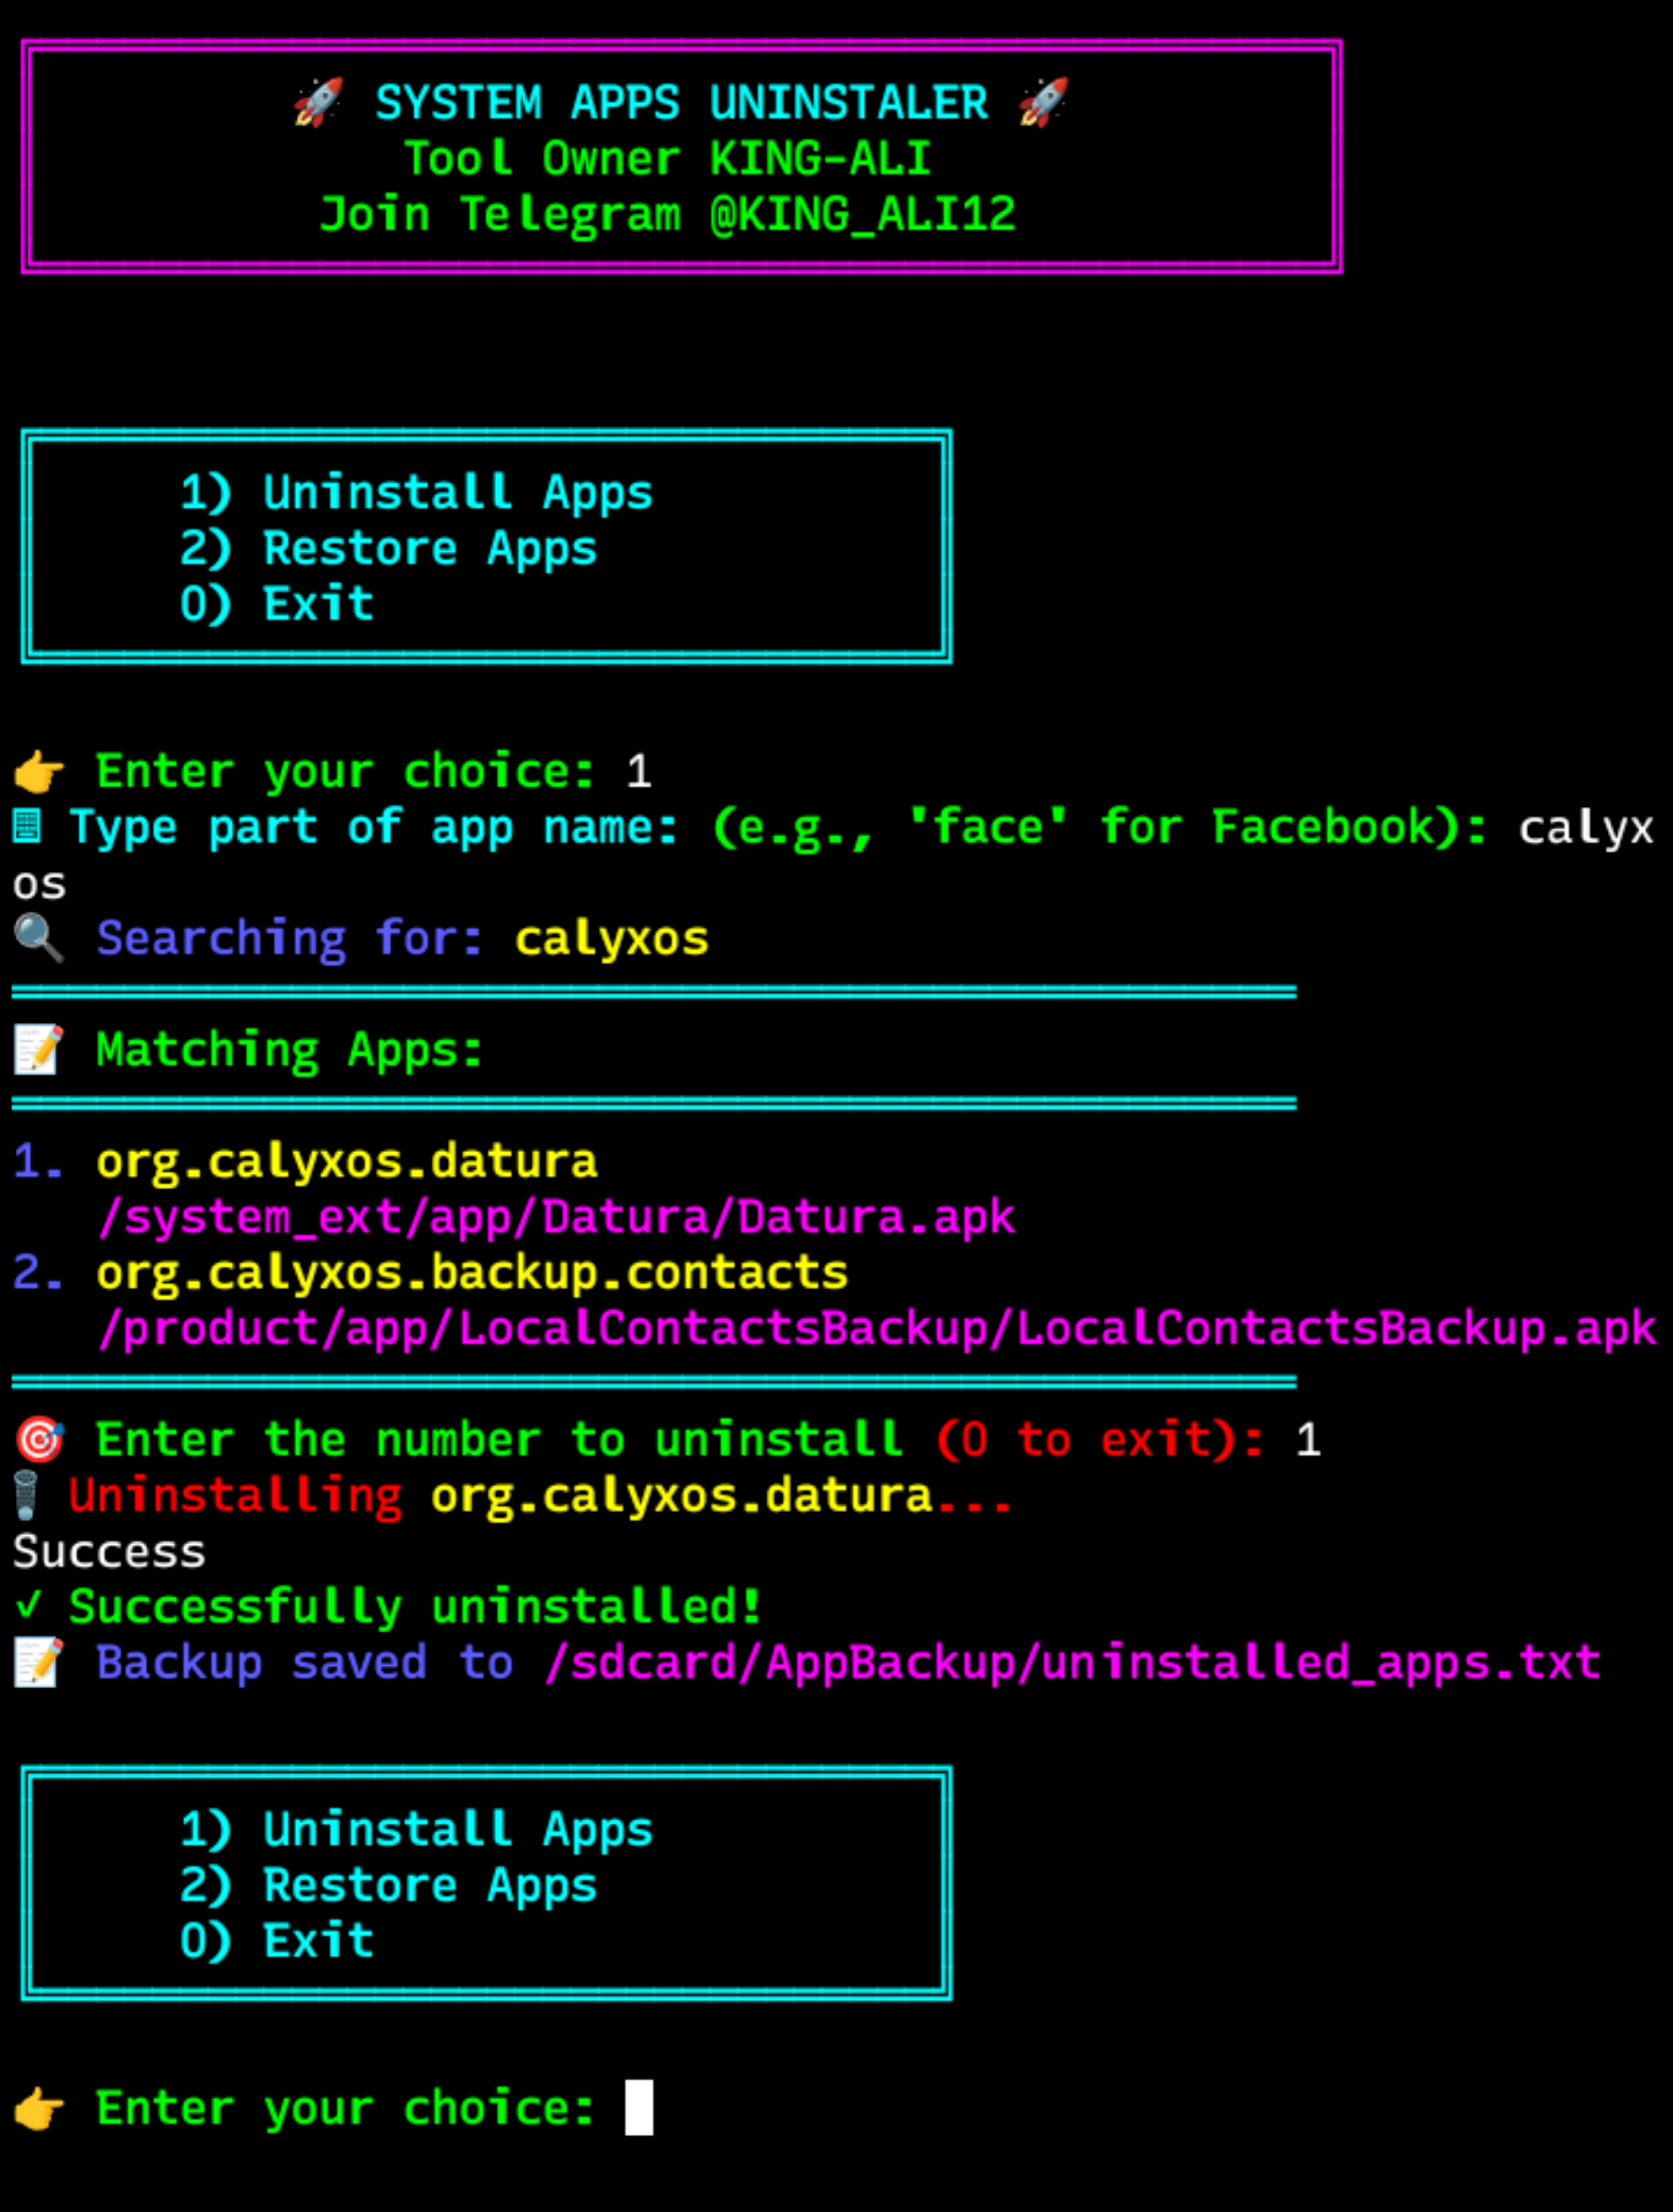 🚀 SYSTEM APPS UNINSTALER 🚀
Tool Owner KING-ALI
Join Telegram @KING_ALI12
1) Uninstall Apps
2) Restore Apps
0) Exit
👉 Enter your choice: 1
Type part of app name: (e.g., 'face' for Facebook): calyx
os
🔍 Searching for: calyxos
📝 Matching Apps:
1. org.calyxos.datura
/system_ext/app/Datura/Datura.apk
2. org.calyxos.backup.contacts
/product/app/LocalContactsBackup/LocalContactsBackup.apk
🎯 Enter the number to uninstall (0 to exit): 1
🗑 Uninstalling org.calyxos.datura...
Success
✓ Successfully uninstalled!
📝 Backup saved to /sdcard/AppBackup/uninstalled_apps.txt
1) Uninstall Apps
2) Restore Apps
0) Exit
👉 Enter your choice: